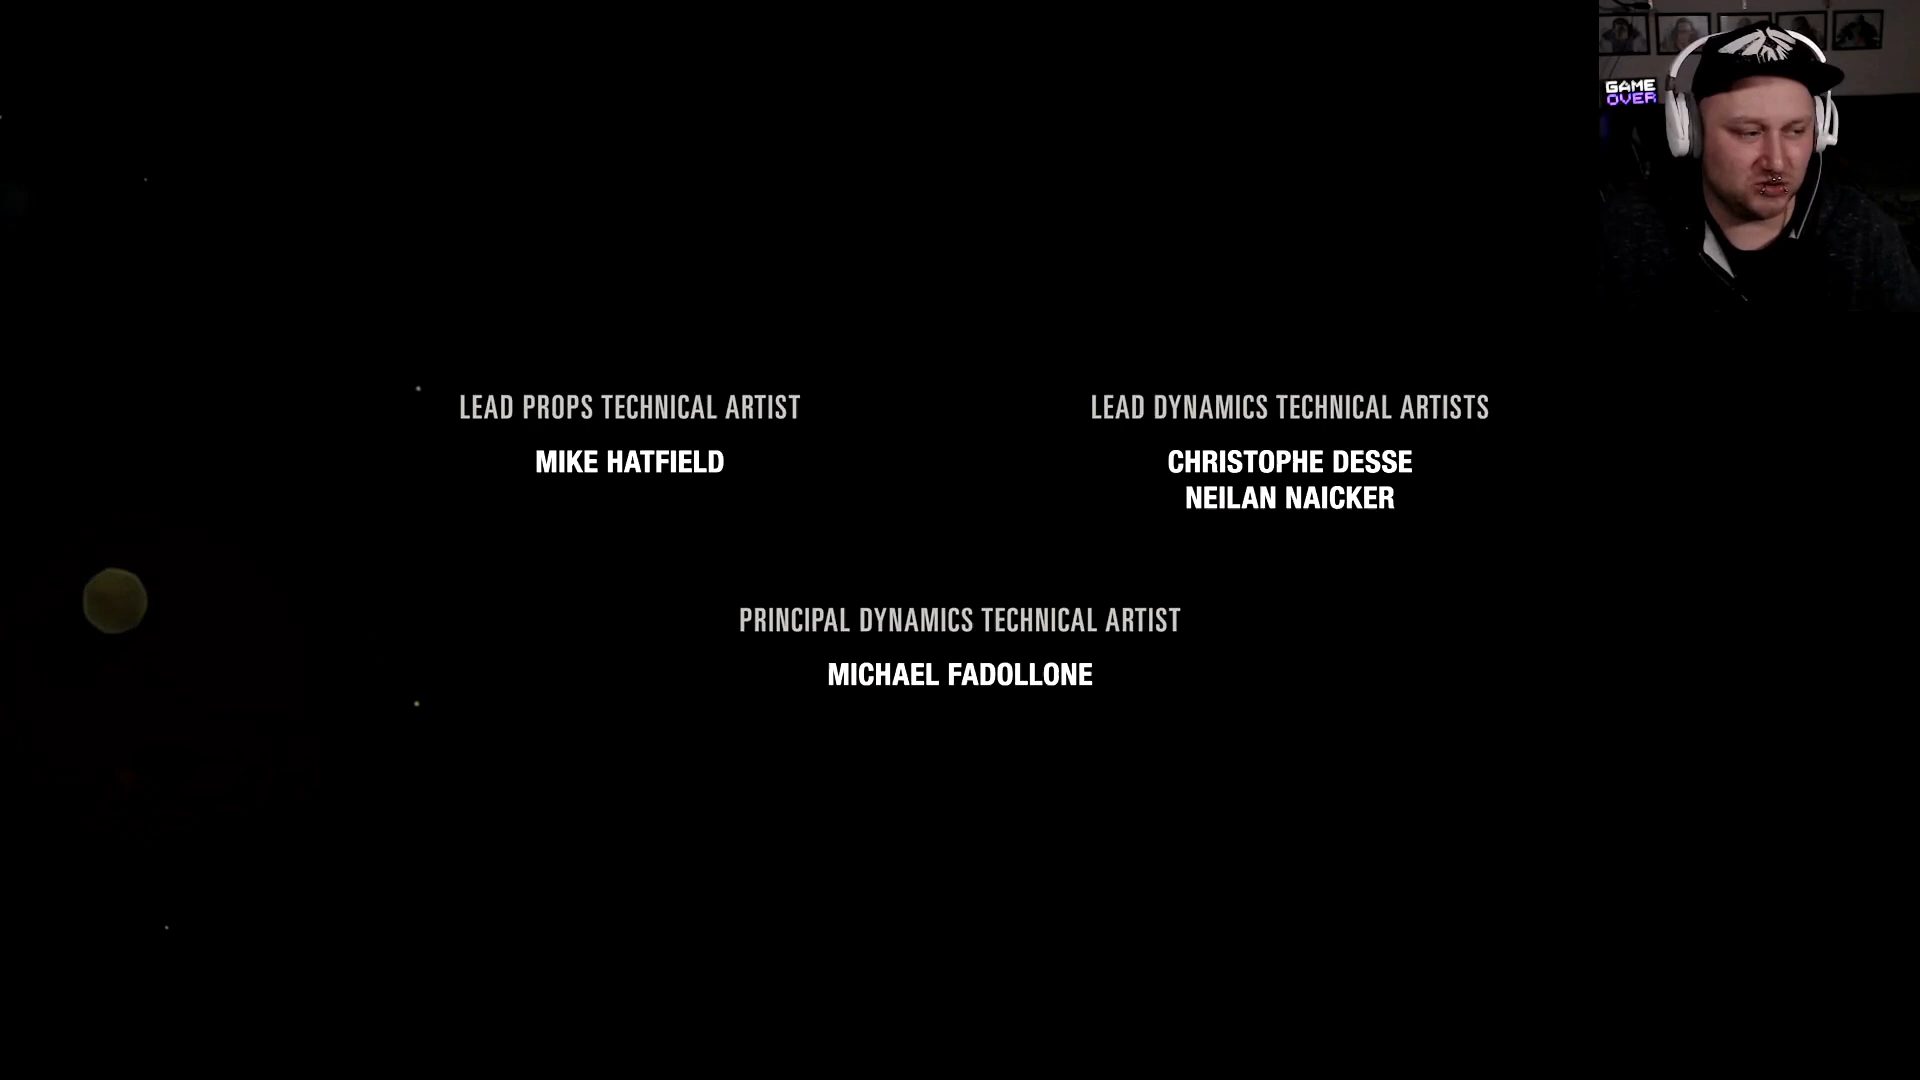 GAME
OVER
LEAD PROPS TECHNICAL ARTIST
MIKE HATFIELD
LEAD DYNAMICS TECHNICAL ARTISTS
CHRISTOPHE DESSE
NEILAN NAICKER
PRINCIPAL DYNAMICS TECHNICAL ARTIST
MICHAEL FADOLLONE